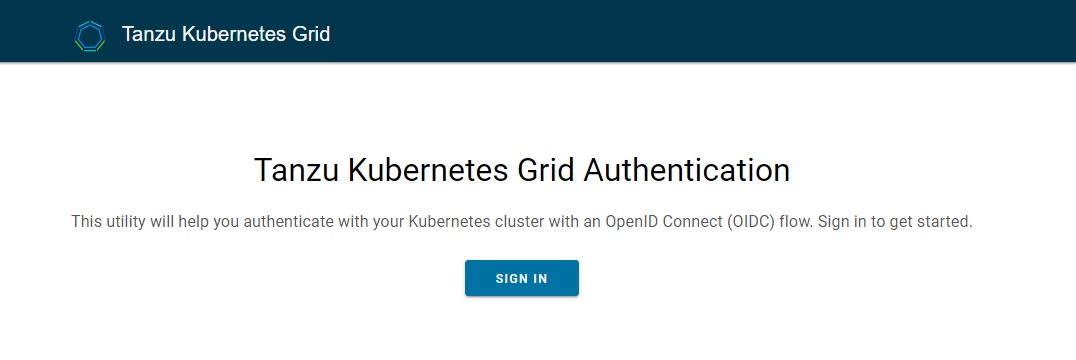 Tanzu Kubernetes Grid
Tanzu Kubernetes Grid Authentication
This utility will help you authenticate with your Kubernetes cluster with an OpenID Connect (OIDC) flow. Sign in to get started.
SIGN IN